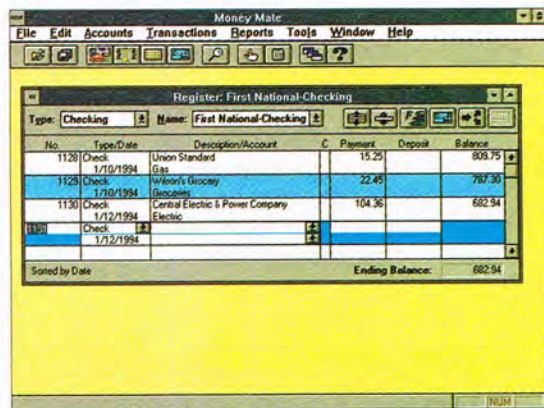 Money Mate
File Edit Accounts Transactions Reports Tools Window Help
Register: First National-Checking
Type: Checking Name: First National-Checking
No. Type/Date Description/Account C Payment Deposit Balance
1128 Check Union Standard 15.25 809.75
1/10/1994 Gas
1129 Check Wilson's Grocery 22.45 787.30
1/10/1994 Groceries
1130 Check Central Electric & Power Company 104.36 682.94
1/12/1994 Electric
1131 Check
1/12/1994
Sorted by Date Ending Balance: 682.94
NUM